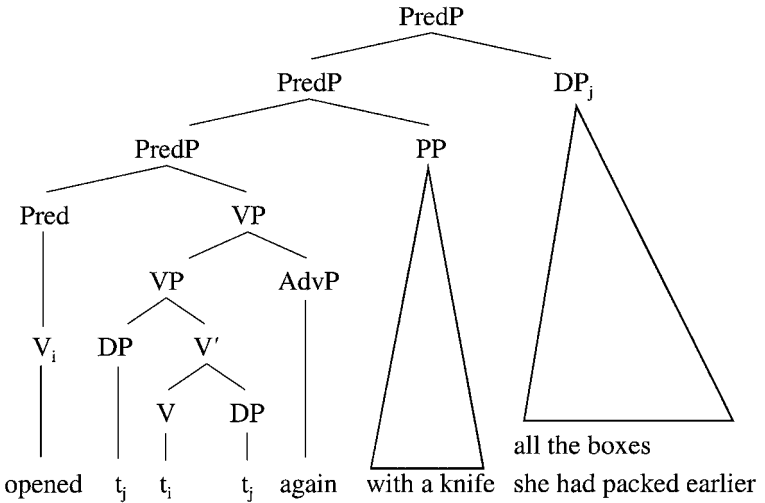 PredP
PredP DPj
PredP PP
Pred VP
VP AdvP
Vi DP V′
V DP
all the boxes
opened tj ti tj again with a knife she had packed earlier